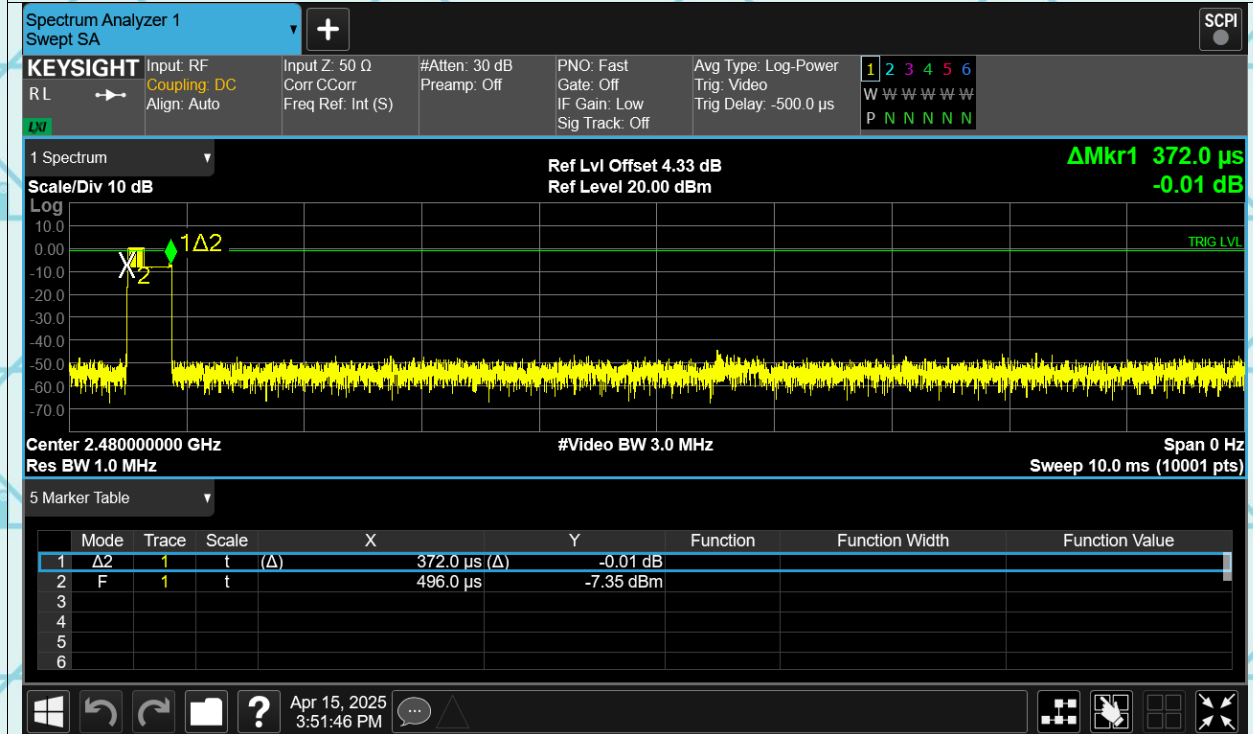 Spectrum Analyzer 1
Swept SA
+
SCPI
KEYSIGHT
RL
LXI
Input: RF
Coupling: DC
Align: Auto
Input Z: 50 Ω
Corr CCorr
Freq Ref: Int (S)
#Atten: 30 dB
Preamp: Off
PNO: Fast
Gate: Off
IF Gain: Low
Sig Track: Off
Avg Type: Log-Power
Trig: Video
Trig Delay: -500.0 μs
1 2 3 4 5 6
W W W W W W
P N N N N N
1 Spectrum
Scale/Div 10 dB
Ref Lvl Offset 4.33 dB
Ref Level 20.00 dBm
ΔMkr1 372.0 μs
-0.01 dB
Log
10.0
0.00
-10.0
-20.0
-30.0
-40.0
-50.0
-60.0
-70.0
1Δ2
X2
TRIG LVL
Center 2.480000000 GHz
#Video BW 3.0 MHz
Span 0 Hz
Res BW 1.0 MHz
Sweep 10.0 ms (10001 pts)
5 Marker Table
Mode Trace Scale X Y Function Function Width Function Value
1 Δ2 1 t (Δ) 372.0 μs (Δ) -0.01 dB
2 F 1 t 496.0 μs -7.35 dBm
3
4
5
6
?
Apr 15, 2025
3:51:46 PM